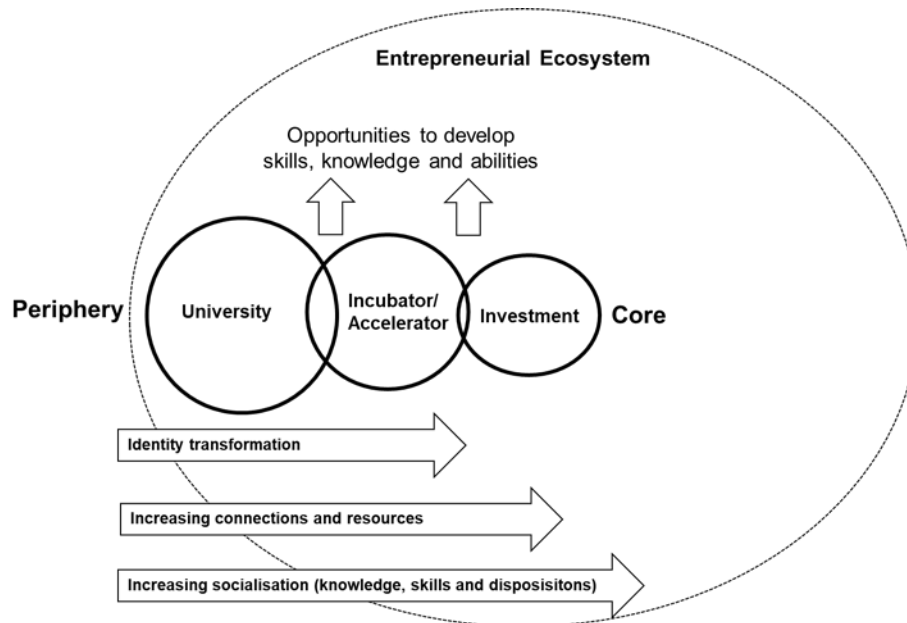 Entrepreneurial Ecosystem
Opportunities to develop
skills, knowledge and abilities
Periphery
University
Incubator/
Accelerator
Investment
Core
Identity transformation
Increasing connections and resources
Increasing socialisation (knowledge, skills and disposisitons)